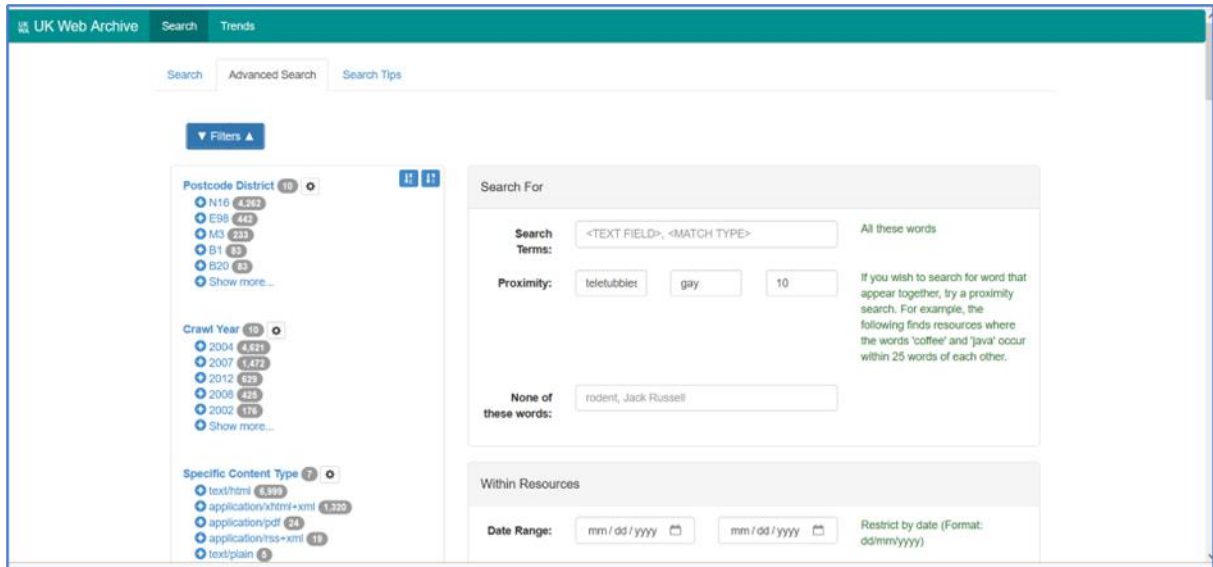 UK WA UK Web Archive Search Trends
Search Advanced Search Search Tips
▼ Filters ▲
Postcode District 10
N16 4,262
E98 442
M3 233
B1 83
B20 83
Show more...
Crawl Year 10
2004 4,621
2007 1,472
2012 629
2008 425
2002 176
Show more...
Specific Content Type 7
text/html 6,999
application/xhtml+xml 1,320
application/pdf 24
application/rss+xml 19
text/plain 5
Search For
Search
Terms:
<TEXT FIELD>, <MATCH TYPE>
All these words
Proximity:
teletubbies gay 10
If you wish to search for word that
appear together, try a proximity
search. For example, the
following finds resources where
the words 'coffee' and 'java' occur
within 25 words of each other.
None of
these words:
rodent, Jack Russell
Within Resources
Date Range:
mm/dd/yyyy mm/dd/yyyy
Restrict by date (Format:
dd/mm/yyyy)